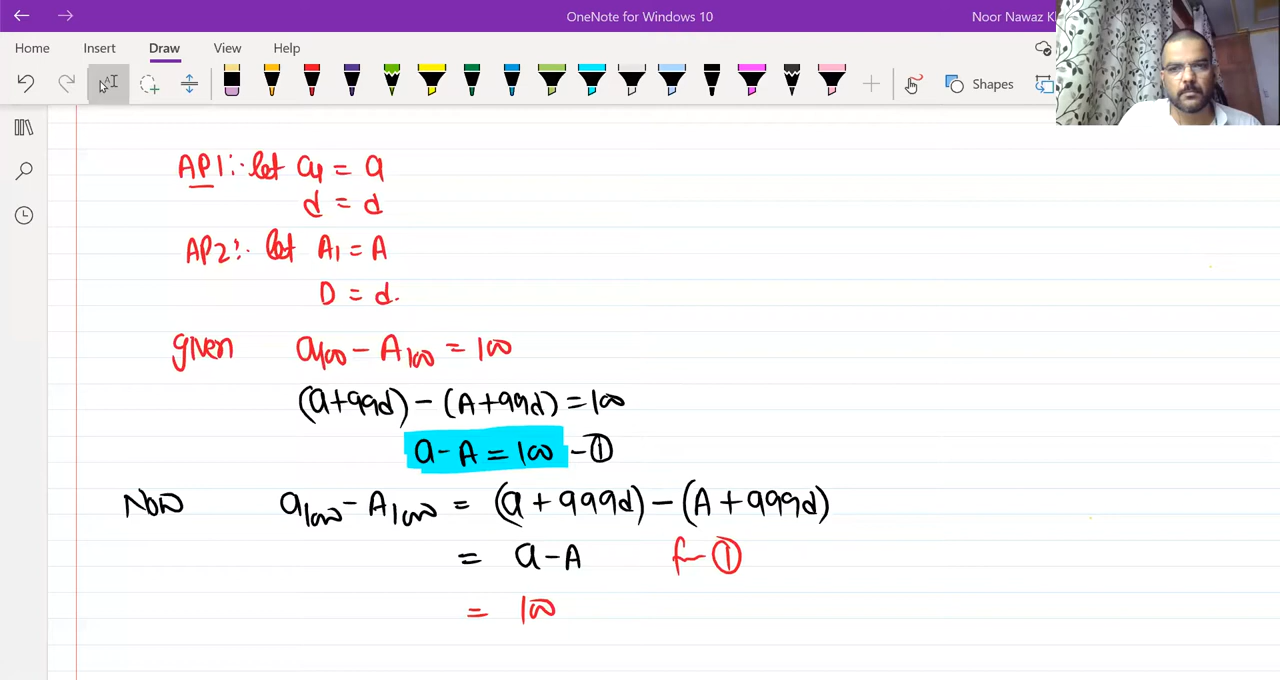 OneNote for Windows 10
Noor Nawaz K
Home Insert Draw View Help
Shapes
AP1:- let a₁ = a
d = d
AP2:- let A₁ = A
D = d.
given a₁₀₀ - A₁₀₀ = 100
(a+99d) - (A+99d) = 100
a - A = 100 - ①
Now a₁₀₀₀ - A₁₀₀₀ = (a + 999d) - (A + 999d)
= a - A f— ①
= 100